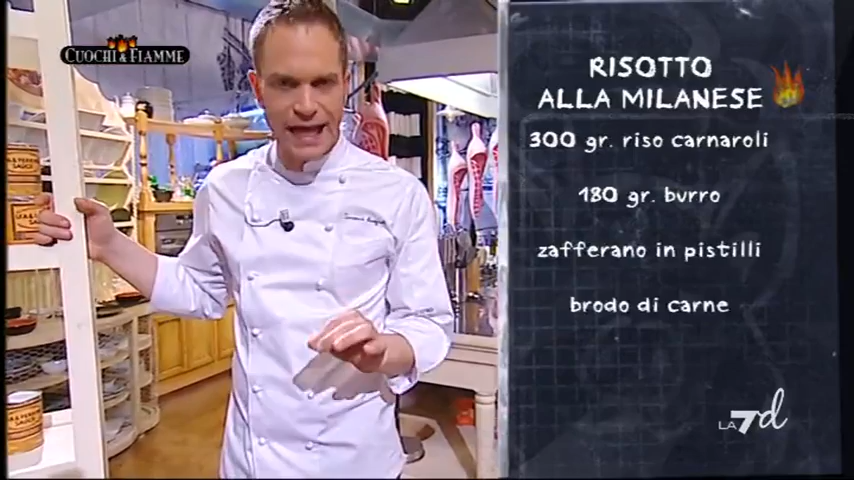 CUOCHI & FIAMME
RISOTTO
ALLA MILANESE
300 gr. riso carnaroli
180 gr. burro
zafferano in pistilli
brodo di carne
LA7d